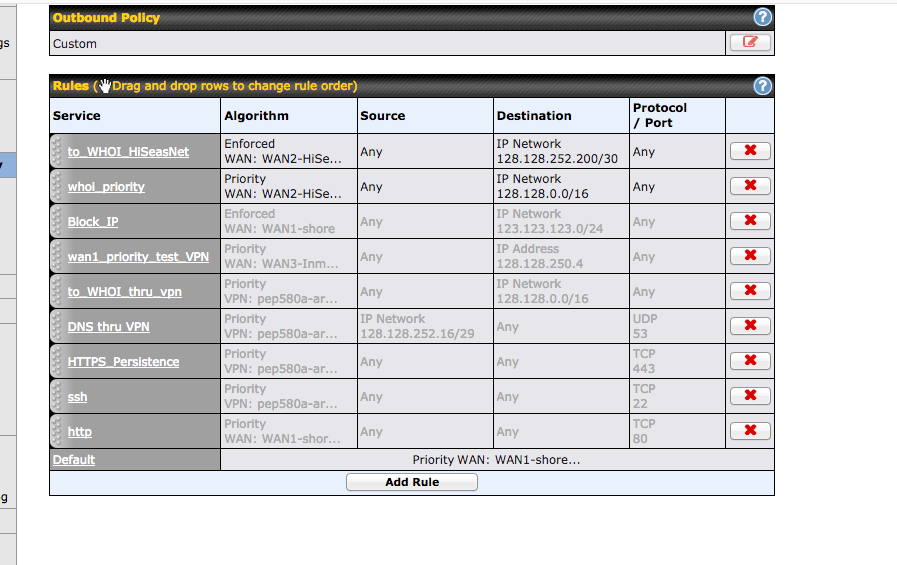 Outbound Policy
Custom
gs
Rules (Drag and drop rows to change rule order)
Service Algorithm Source Destination Protocol / Port
to_WHOI_HiSeasNet
Enforced
WAN: WAN2-HiSe...
Any
IP Network
128.128.252.200/30
Any
whoi_priority
Priority
WAN: WAN2-HiSe...
Any
IP Network
128.128.0.0/16
Any
Block_IP
Enforced
WAN: WAN1-shore
Any
IP Network
123.123.123.0/24
Any
wan1_priority_test_VPN
Priority
WAN: WAN3-Inm...
Any
IP Address
128.128.250.4
Any
to_WHOI_thru_vpn
Priority
VPN: pep580a-ar...
Any
IP Network
128.128.0.0/16
Any
DNS thru VPN
Priority
VPN: pep580a-ar...
IP Network
128.128.252.16/29
Any
UDP
53
HTTPS_Persistence
Priority
VPN: pep580a-ar...
Any
Any
TCP
443
ssh
Priority
VPN: pep580a-ar...
Any
Any
TCP
22
http
Priority
WAN: WAN1-shor...
Any
Any
TCP
80
Default
Priority WAN: WAN1-shore...
Add Rule
g